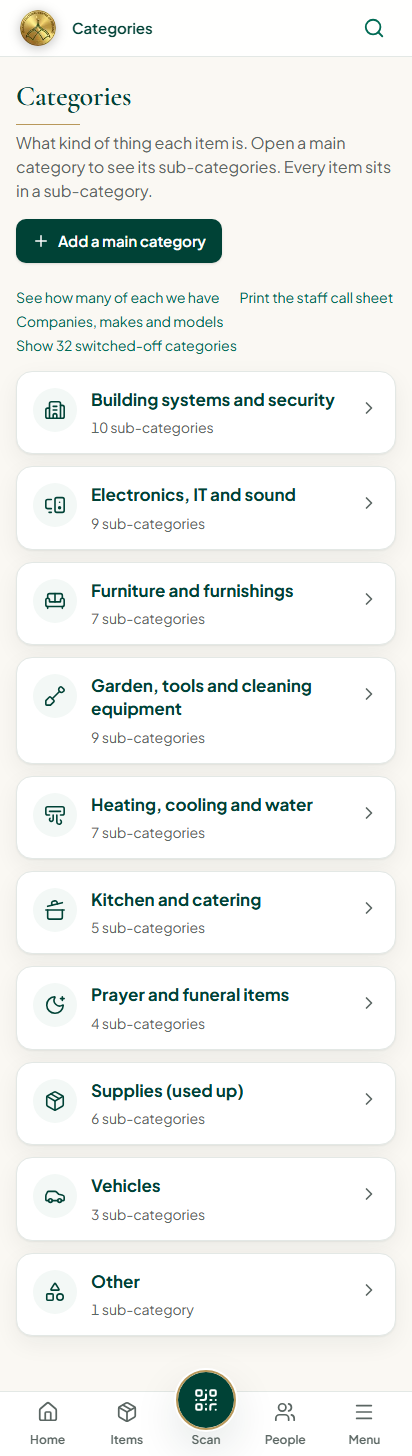 Categories
Categories
What kind of thing each item is. Open a main
category to see its sub-categories. Every item sits
in a sub-category.
Add a main category
See how many of each we have Print the staff call sheet
Companies, makes and models
Show 32 switched-off categories
Building systems and security
10 sub-categories
Electronics, IT and sound
9 sub-categories
Furniture and furnishings
7 sub-categories
Garden, tools and cleaning
equipment
9 sub-categories
Heating, cooling and water
7 sub-categories
Kitchen and catering
5 sub-categories
Prayer and funeral items
4 sub-categories
Supplies (used up)
6 sub-categories
Vehicles
3 sub-categories
Other
1 sub-category
Home Items Scan People Menu